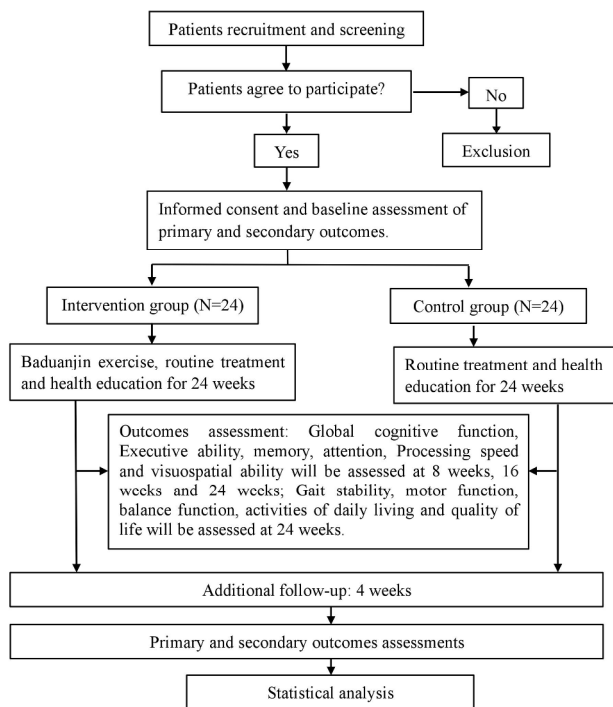 Patients recruitment and screening
Patients agree to participate?
No
Yes
Exclusion
Informed consent and baseline assessment of
primary and secondary outcomes.
Intervention group (N=24)
Control group (N=24)
Baduanjin exercise, routine treatment
and health education for 24 weeks
Routine treatment and health
education for 24 weeks
Outcomes assessment: Global cognitive function,
Executive ability, memory, attention, Processing speed
and visuospatial ability will be assessed at 8 weeks, 16
weeks and 24 weeks; Gait stability, motor function,
balance function, activities of daily living and quality of
life will be assessed at 24 weeks.
Additional follow-up: 4 weeks
Primary and secondary outcomes assessments
Statistical analysis